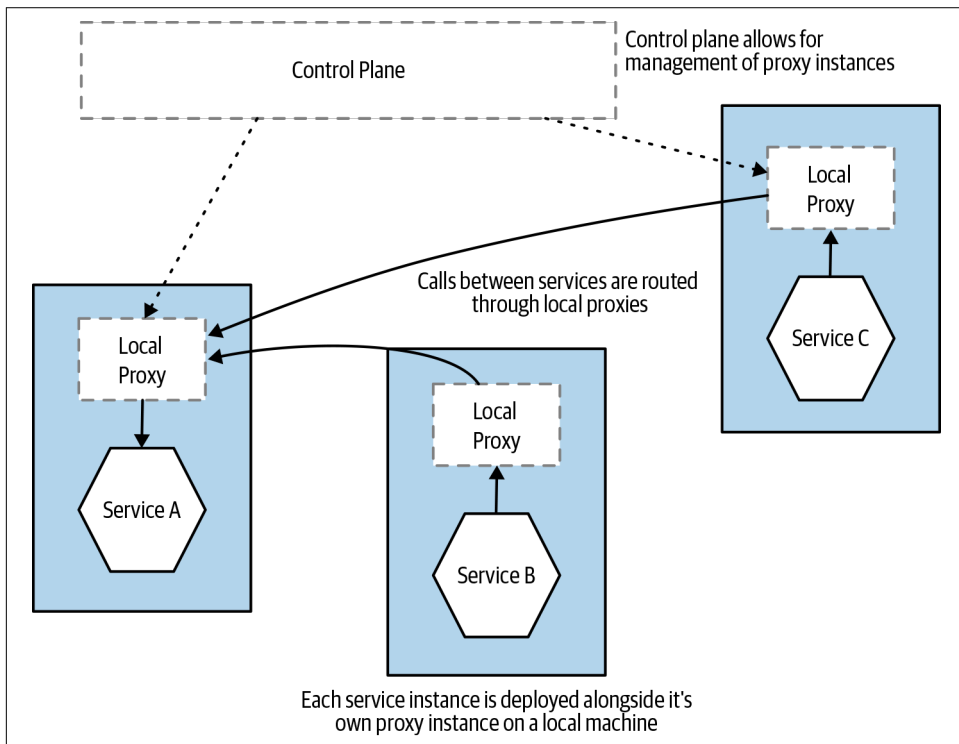 Control Plane
Control plane allows for
management of proxy instances
Local
Proxy
Calls between services are routed
through local proxies
Service C
Local
Proxy
Local
Proxy
Service A
Service B
Each service instance is deployed alongside it's
own proxy instance on a local machine